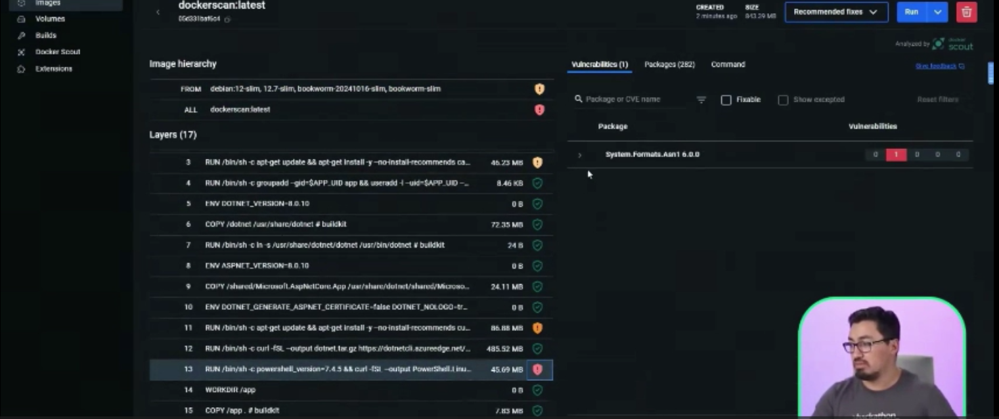 Images
Volumes
Builds
Docker Scout
Extensions
dockerscan:latest
CREATED
2 minutes ago
SIZE
843.29 MB
Recommended fixes
Run
Analyzed by docker scout
Image hierarchy
FROM debian:12-slim, 12.7-slim, bookworm-20241016-slim, bookworm-slim
ALL dockerscan:latest
Layers (17)
3 RUN /bin/sh -c apt-get update && apt-get install -y --no-install-recommends ca... 46.23 MB
4 RUN /bin/sh -c groupadd --gid=$APP_UID app && useradd -l --uid=$APP_UID --... 8.46 KB
5 ENV DOTNET_VERSION=8.0.10 0 B
6 COPY /dotnet /usr/share/dotnet # buildkit 72.35 MB
7 RUN /bin/sh -c ln -s /usr/share/dotnet/dotnet /usr/bin/dotnet # buildkit 24 B
8 ENV ASPNET_VERSION=8.0.10 0 B
9 COPY /shared/Microsoft.AspNetCore.App /usr/share/dotnet/shared/Microso... 24.11 MB
10 ENV DOTNET_GENERATE_ASPNET_CERTIFICATE=false DOTNET_NOLOGO=tr... 0 B
11 RUN /bin/sh -c apt-get update && apt-get install -y --no-install-recommends cu... 86.88 MB
12 RUN /bin/sh -c curl -fSL --output dotnet.tar.gz https://dotnetcli.azureedge.net/... 485.52 MB
13 RUN /bin/sh -c powershell_version=7.4.5 && curl -fSL --output PowerShell.Linu... 45.69 MB
14 WORKDIR /app 0 B
15 COPY /app . # buildkit 7.83 MB
Vulnerabilities (1)
Packages (282)
Command
Give feedback
Package or CVE name
Fixable
Show excepted
Reset filters
Package
Vulnerabilities
System.Formats.Asn1 6.0.0
0 1 0 0 0
hackathon